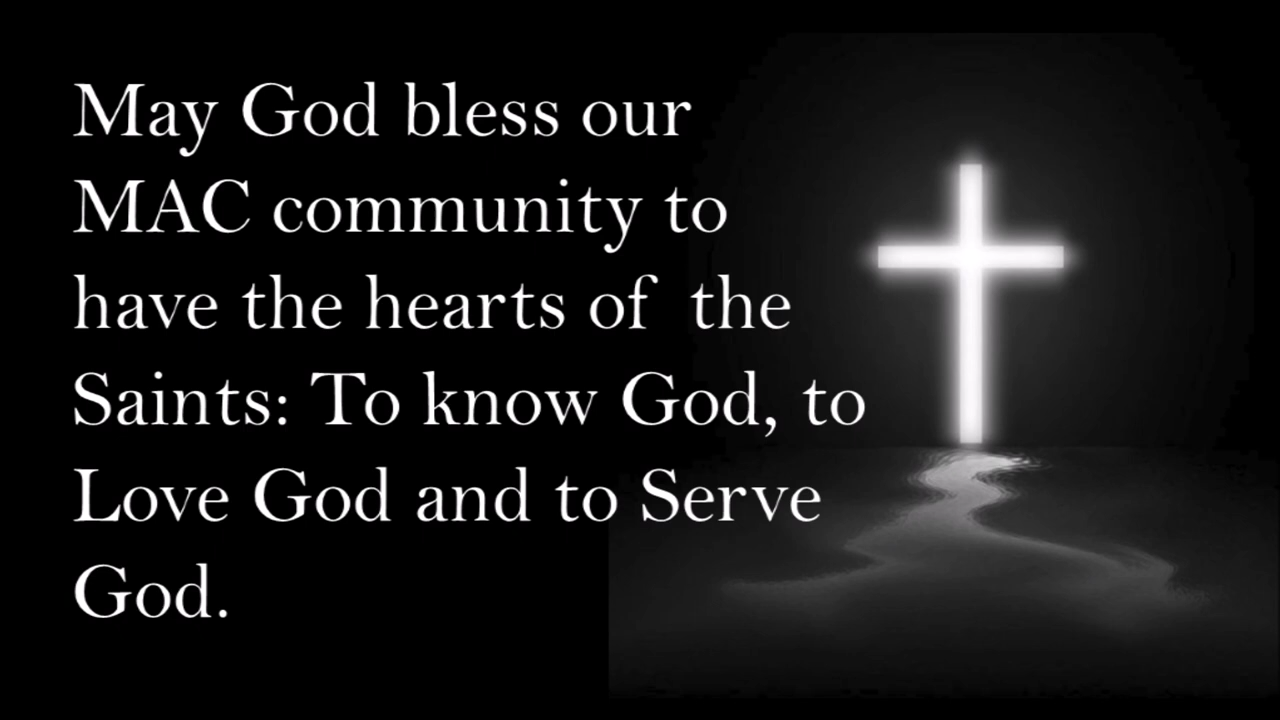 May God bless our
MAC community to
have the hearts of the
Saints: To know God, to
Love God and to Serve
God.